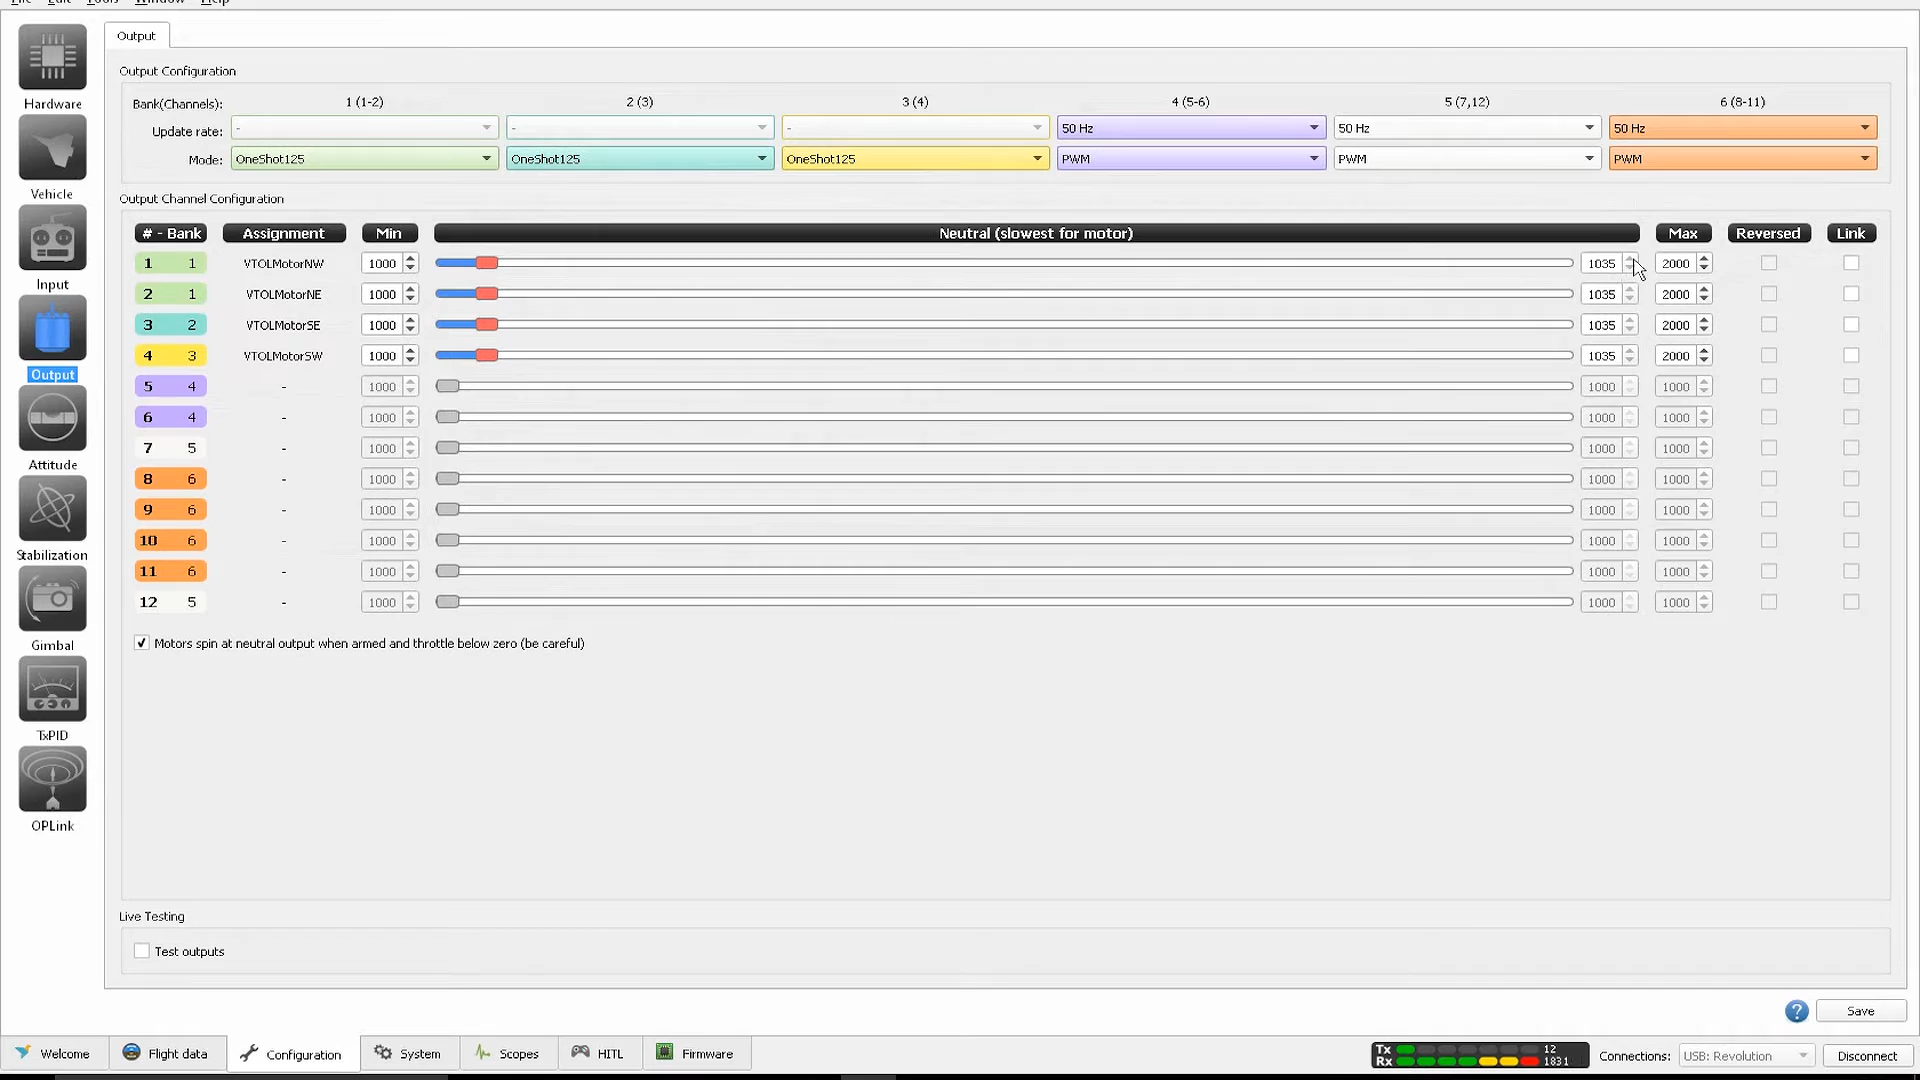 File Edit Tools Window Help
Output
Output Configuration
Bank(Channels): 1 (1-2) 2 (3) 3 (4) 4 (5-6) 5 (7,12) 6 (8-11)
Update rate: - - - 50 Hz 50 Hz 50 Hz
Mode: OneShot125 OneShot125 OneShot125 PWM PWM PWM
Output Channel Configuration
# - Bank Assignment Min Neutral (slowest for motor) Max Reversed Link
1 1 VTOLMotorNW 1000 1035 2000
2 1 VTOLMotorNE 1000 1035 2000
3 2 VTOLMotorSE 1000 1035 2000
4 3 VTOLMotorSW 1000 1035 2000
5 4 - 1000 1000 1000
6 4 - 1000 1000 1000
7 5 - 1000 1000 1000
8 6 - 1000 1000 1000
9 6 - 1000 1000 1000
10 6 - 1000 1000 1000
11 6 - 1000 1000 1000
12 5 - 1000 1000 1000
Motors spin at neutral output when armed and throttle below zero (be careful)
Live Testing
Test outputs
Hardware
Vehicle
Input
Output
Attitude
Stabilization
Gimbal
TxPID
OPLink
? Save
Welcome Flight data Configuration System Scopes HITL Firmware
Tx 12
Rx 1831
Connections: USB: Revolution Disconnect